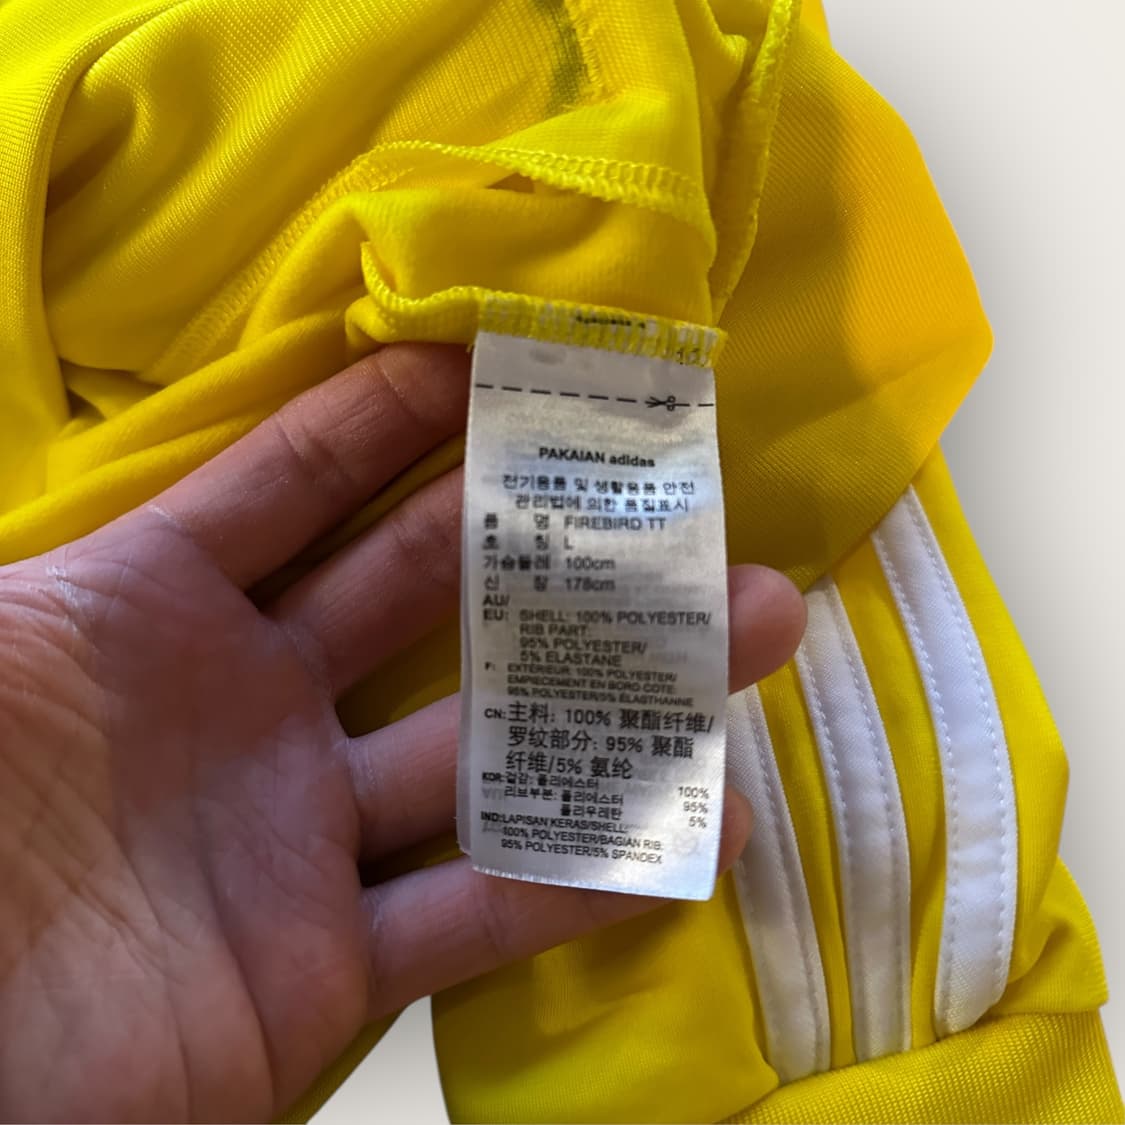 PAKAIAN adidas
전기용품 및 생활용품 안전
관리법에 의한 품질표시
품 명 FIREBIRD TT
호 칭 L
가슴둘레 100cm
신 장 178cm
AU/
EU: SHELL: 100% POLYESTER/
RIB PART:
95% POLYESTER/
5% ELASTANE
F: EXTÉRIEUR: 100% POLYESTER/
EMPIECEMENT EN BORD COTE:
95% POLYESTER/5% ÉLASTHANNE
CN:主料: 100% 聚酯纤维/
罗纹部分: 95% 聚酯
纤维/5% 氨纶
KOR:겉감: 폴리에스터 100%
리브부분: 폴리에스터 95%
폴리우레탄 5%
IND:LAPISAN KERAS/SHELL:
100% POLYESTER/BAGIAN RIB:
95% POLYESTER/5% SPANDEX